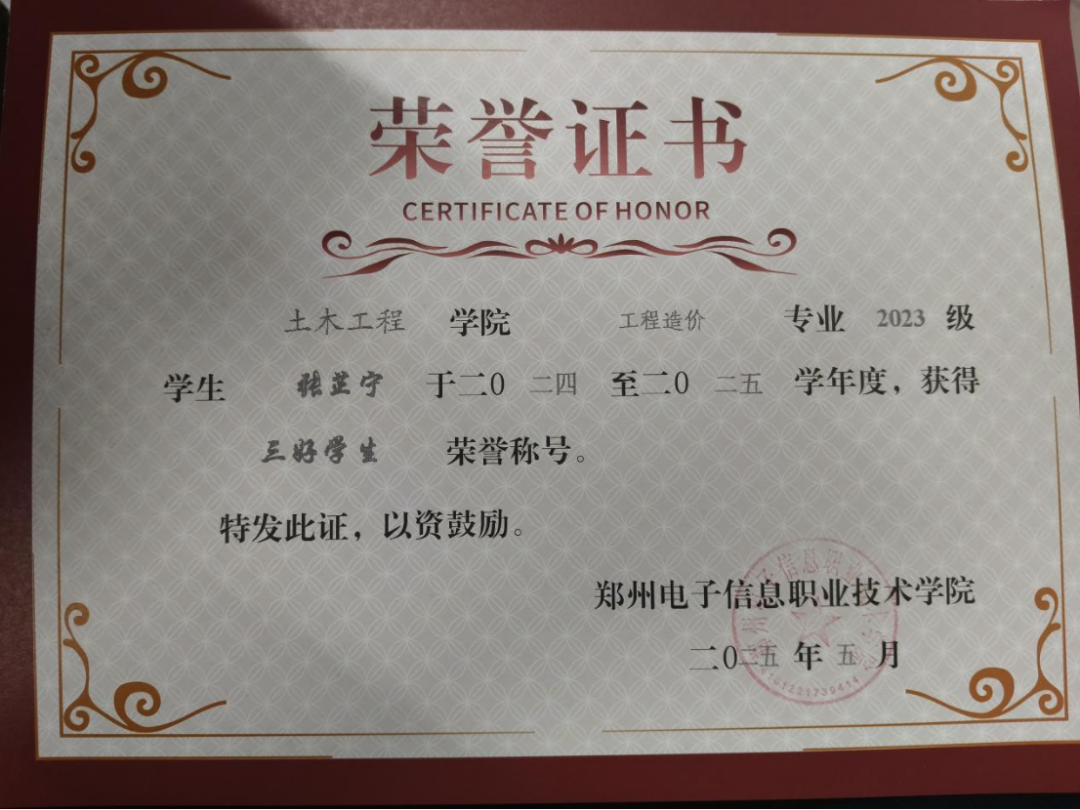 荣誉证书
CERTIFICATE OF HONOR
土木工程 学院 工程造价 专业 2023 级
学生 张芷宁 于二0 二四 至二0 二五 学年度，获得
三好学生 荣誉称号。
特发此证，以资鼓励。
郑州电子信息职业技术学院
二0二五 年 五 月